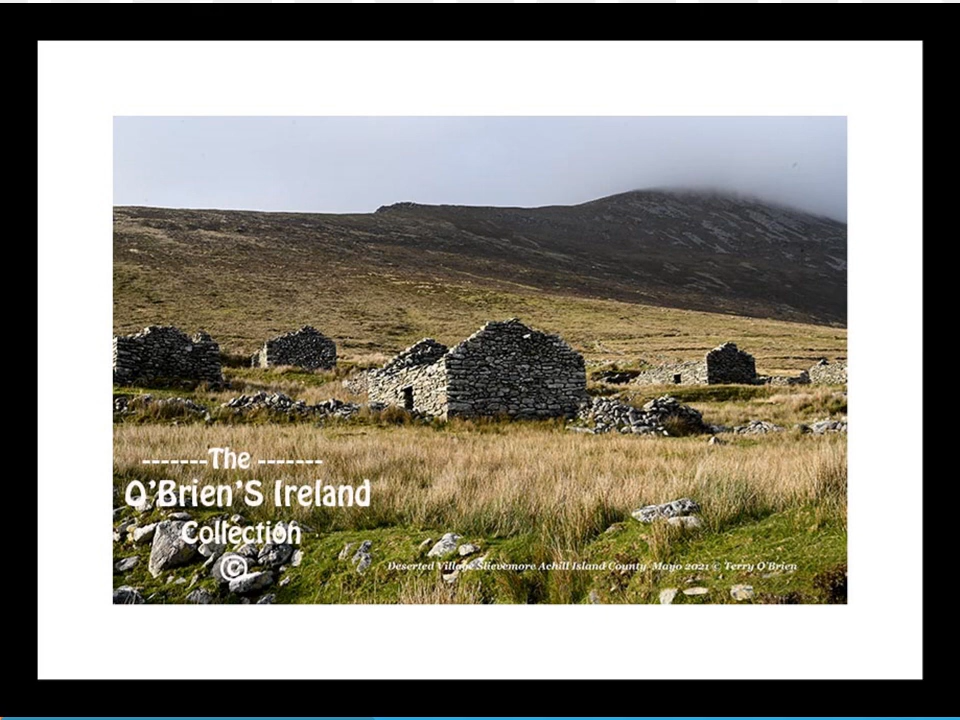 -------The -------
O'Brien'S Ireland
Collection
©
Deserted Village Slievemore Achill Island County Mayo 2021 © Terry O'Brien